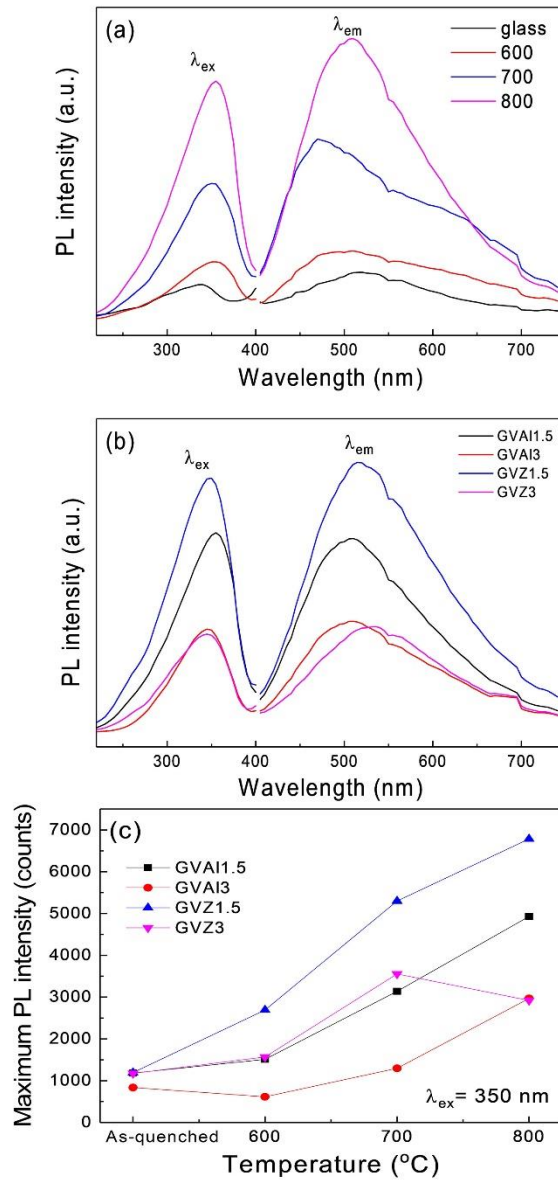 (a)
λex
λem
glass
600
700
800
PL intensity (a.u.)
300 400 500 600 700
Wavelength (nm)
(b)
λex
λem
GVAl1.5
GVAl3
GVZ1.5
GVZ3
PL intensity (a.u.)
300 400 500 600 700
Wavelength (nm)
(c)
GVAl1.5
GVAl3
GVZ1.5
GVZ3
Maximum PL intensity (counts)
7000
6000
5000
4000
3000
2000
1000
0
λex= 350 nm
As-quenched 600 700 800
Temperature (ºC)